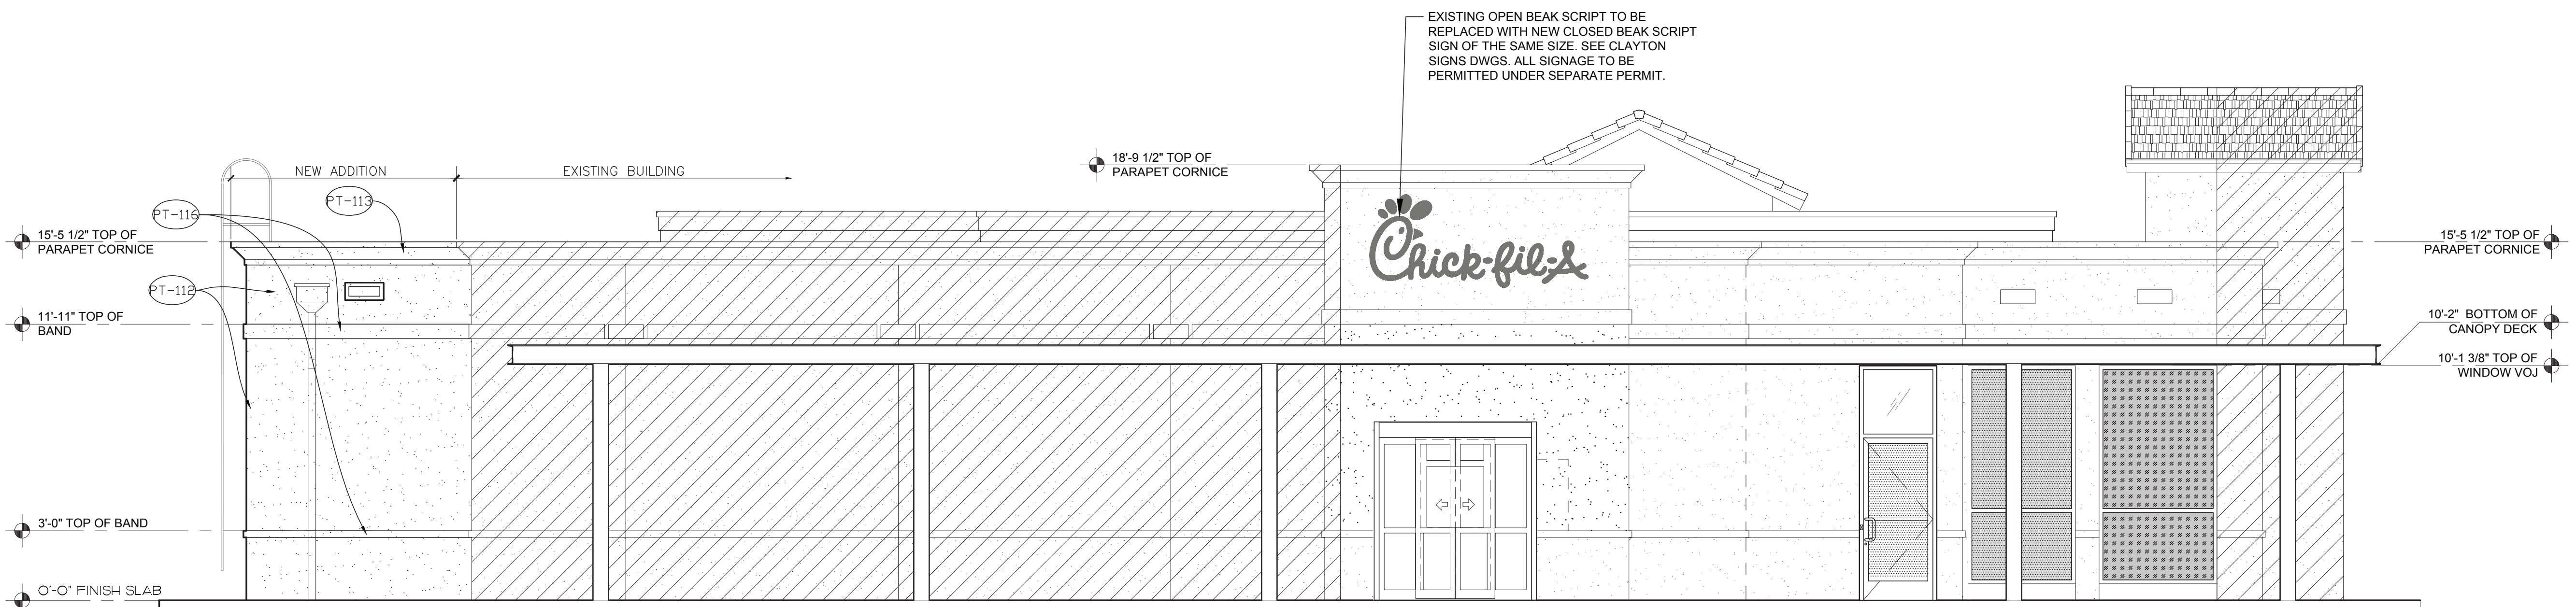 EXISTING OPEN BEAK SCRIPT TO BE
REPLACED WITH NEW CLOSED BEAK SCRIPT
SIGN OF THE SAME SIZE. SEE CLAYTON
SIGNS DWGS. ALL SIGNAGE TO BE
PERMITTED UNDER SEPARATE PERMIT.
18'-9 1/2" TOP OF
PARAPET CORNICE
NEW ADDITION
EXISTING BUILDING
PT-113
PT-116
PT-112
15'-5 1/2" TOP OF
PARAPET CORNICE
11'-11" TOP OF
BAND
3'-0" TOP OF BAND
0'-0" FINISH SLAB
Chick-fil-A
15'-5 1/2" TOP OF
PARAPET CORNICE
10'-2" BOTTOM OF
CANOPY DECK
10'-1 3/8" TOP OF
WINDOW VOJ